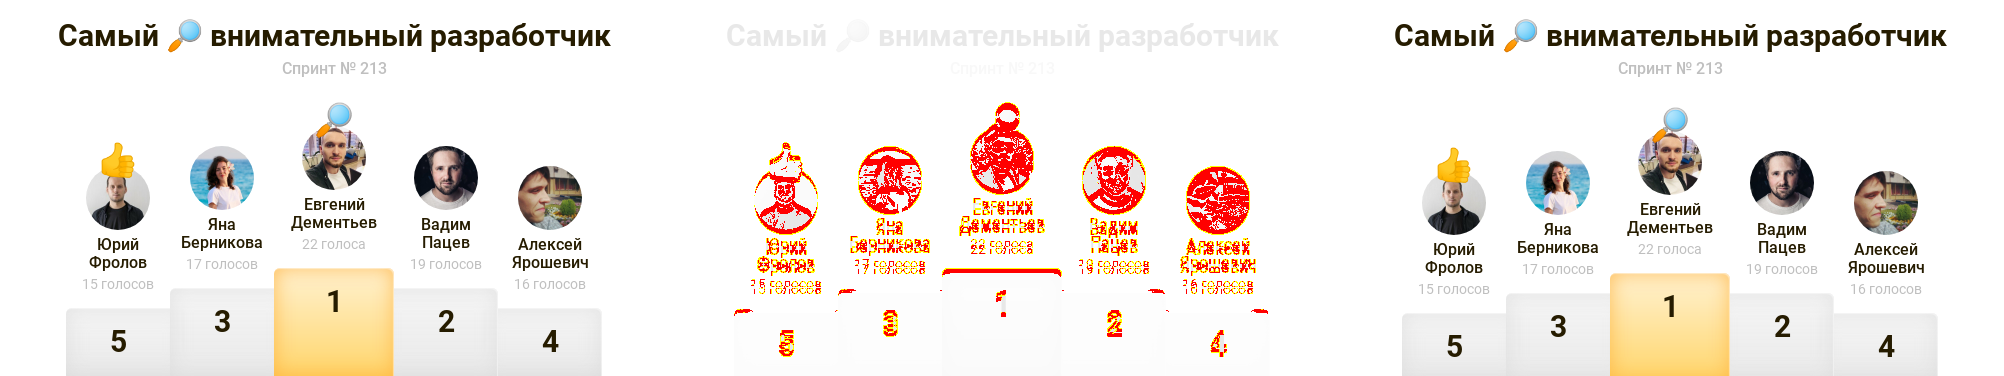 Самый 🔎 внимательный разработчик
Спринт № 213
Юрий
Фролов
15 голосов
5
Яна
Берникова
17 голосов
3
Евгений
Дементьев
22 голоса
1
Вадим
Пацев
19 голосов
2
Алексей
Ярошевич
16 голосов
4
Самый 🔎 внимательный разработчик
Спринт № 213
Юрий
Фролов
15 голосов
5
Яна
Берникова
17 голосов
3
Евгений
Дементьев
22 голоса
1
Вадим
Пацев
19 голосов
2
Алексей
Ярошевич
16 голосов
4
Самый 🔎 внимательный разработчик
Спринт № 213
Юрий
Фролов
15 голосов
5
Яна
Берникова
17 голосов
3
Евгений
Дементьев
22 голоса
1
Вадим
Пацев
19 голосов
2
Алексей
Ярошевич
16 голосов
4